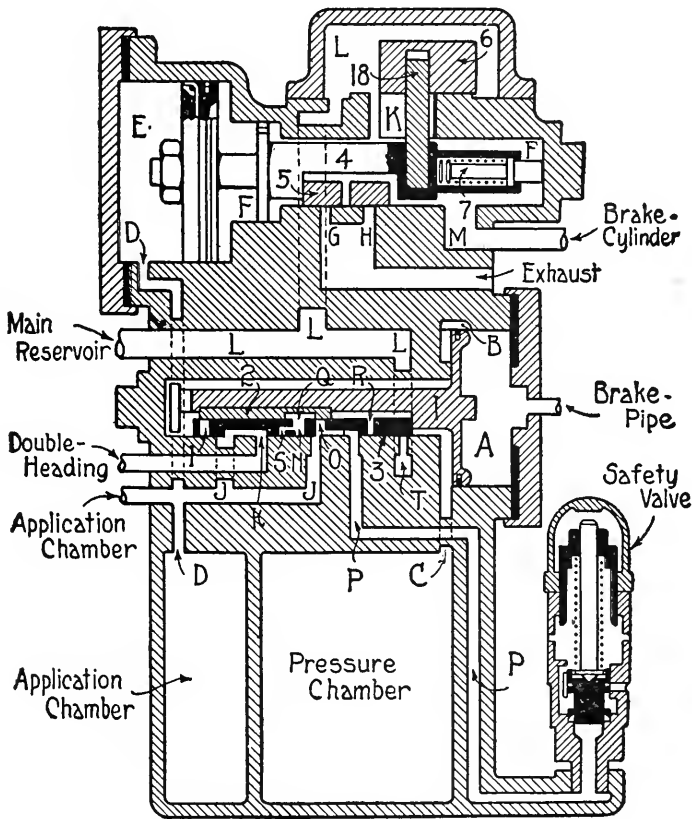 L
6
18
E
K
4
F
5
F
7
D
G
H
M
Brake-
Cylinder
Exhaust
Main
Reservoir
L
L
L
B
2
Q
R
1
Brake-
Pipe
A
Double-
Heading
I
S
N
O
3
T
Safety
Valve
J
K
J
Application
Chamber
D
P
C
Application
Chamber
Pressure
Chamber
P